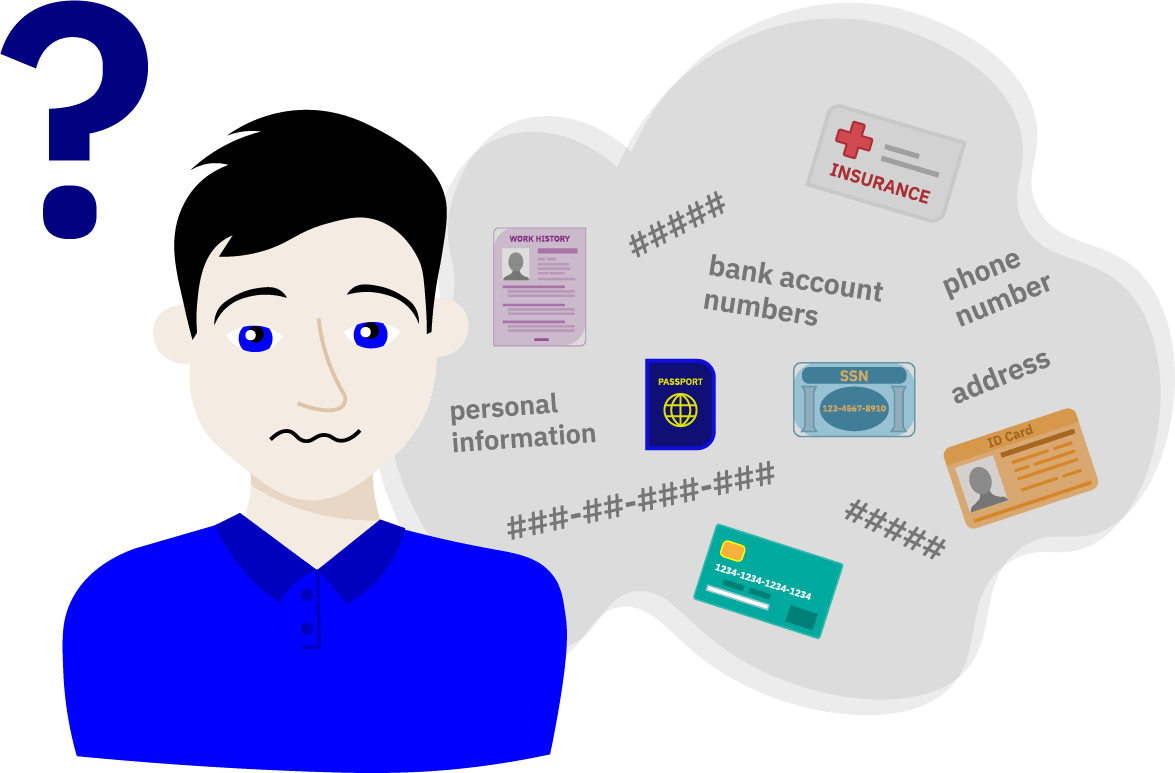 ?
INSURANCE
#####
WORK HISTORY
bank account
numbers
phone
number
PASSPORT
SSN
123-4567-8910
address
personal
information
ID Card
###-##-###-###
#####
1234-1234-1234-1234